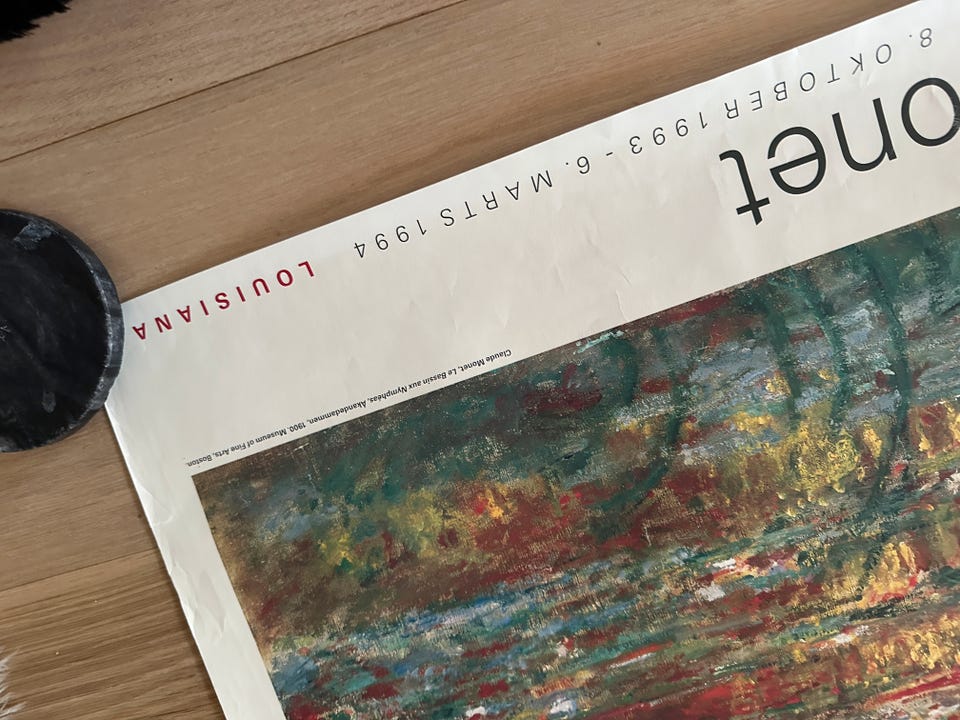 Claude Monet, Le Bassin aux Nymphéas, Åkandedammen, 1900. Museum of Fine Arts, Boston.
onet
8. OKTOBER 1993 - 6. MARTS 1994 LOUISIANA